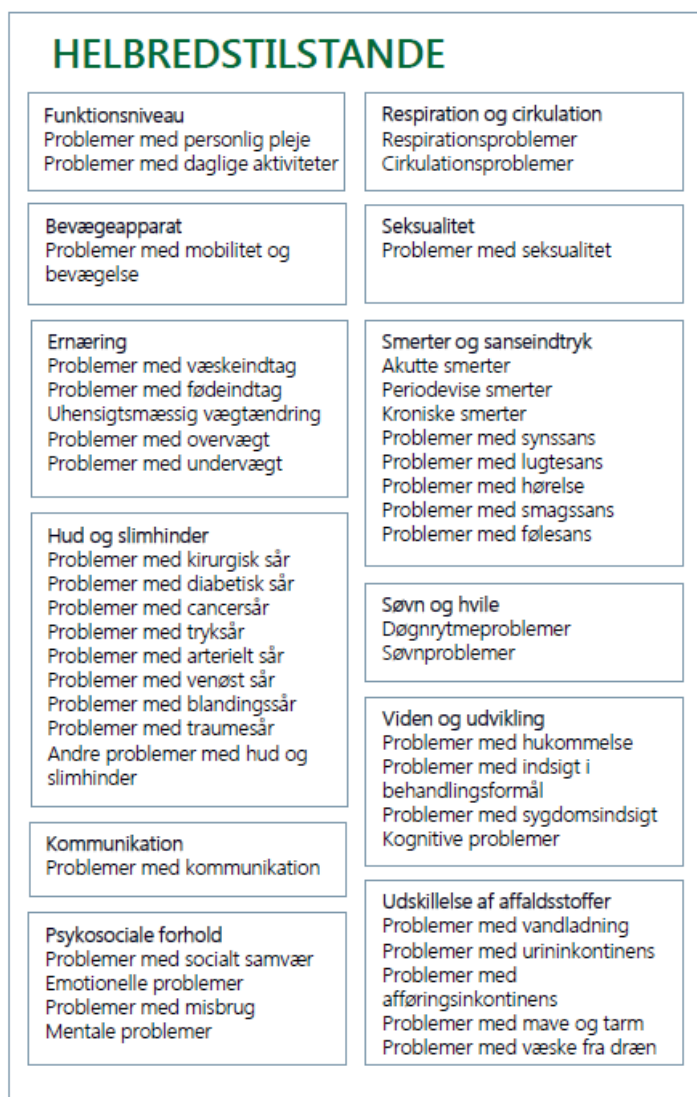 HELBREDSTILSTANDE
Funktionsniveau
Problemer med personlig pleje
Problemer med daglige aktiviteter
Bevægeapparat
Problemer med mobilitet og
bevægelse
Ernæring
Problemer med væskeindtag
Problemer med fødeindtag
Uhensigtsmæssig vægtændring
Problemer med overvægt
Problemer med undervægt
Hud og slimhinder
Problemer med kirurgisk sår
Problemer med diabetisk sår
Problemer med cancersår
Problemer med tryksår
Problemer med arterielt sår
Problemer med venøst sår
Problemer med blandingssår
Problemer med traumesår
Andre problemer med hud og
slimhinder
Kommunikation
Problemer med kommunikation
Psykosociale forhold
Problemer med socialt samvær
Emotionelle problemer
Problemer med misbrug
Mentale problemer
Respiration og cirkulation
Respirationsproblemer
Cirkulationsproblemer
Seksualitet
Problemer med seksualitet
Smerter og sanseindtryk
Akutte smerter
Periodevise smerter
Kroniske smerter
Problemer med synssans
Problemer med lugtesans
Problemer med hørelse
Problemer med smagssans
Problemer med følesans
Søvn og hvile
Døgnrytmeproblemer
Søvnproblemer
Viden og udvikling
Problemer med hukommelse
Problemer med indsigt i
behandlingsformål
Problemer med sygdomsindsigt
Kognitive problemer
Udskillelse af affaldsstoffer
Problemer med vandladning
Problemer med urininkontinens
Problemer med
afføringsinkontinens
Problemer med mave og tarm
Problemer med væske fra dræn